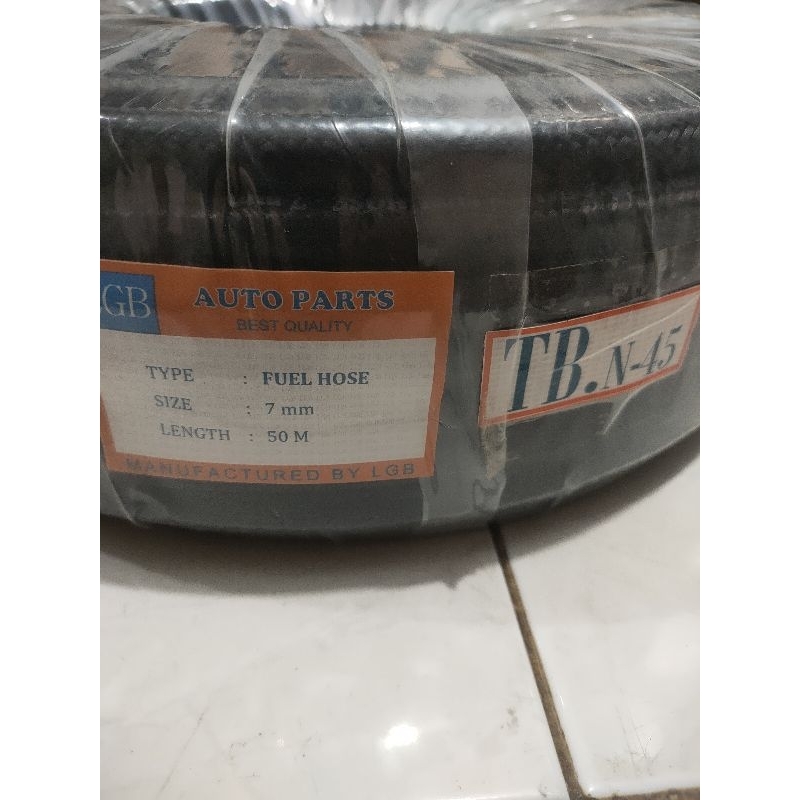 LGB
AUTO PARTS
BEST QUALITY
TYPE : FUEL HOSE
SIZE : 7 mm
LENGTH : 50 M
MANUFACTURED BY LGB
TB. N-45